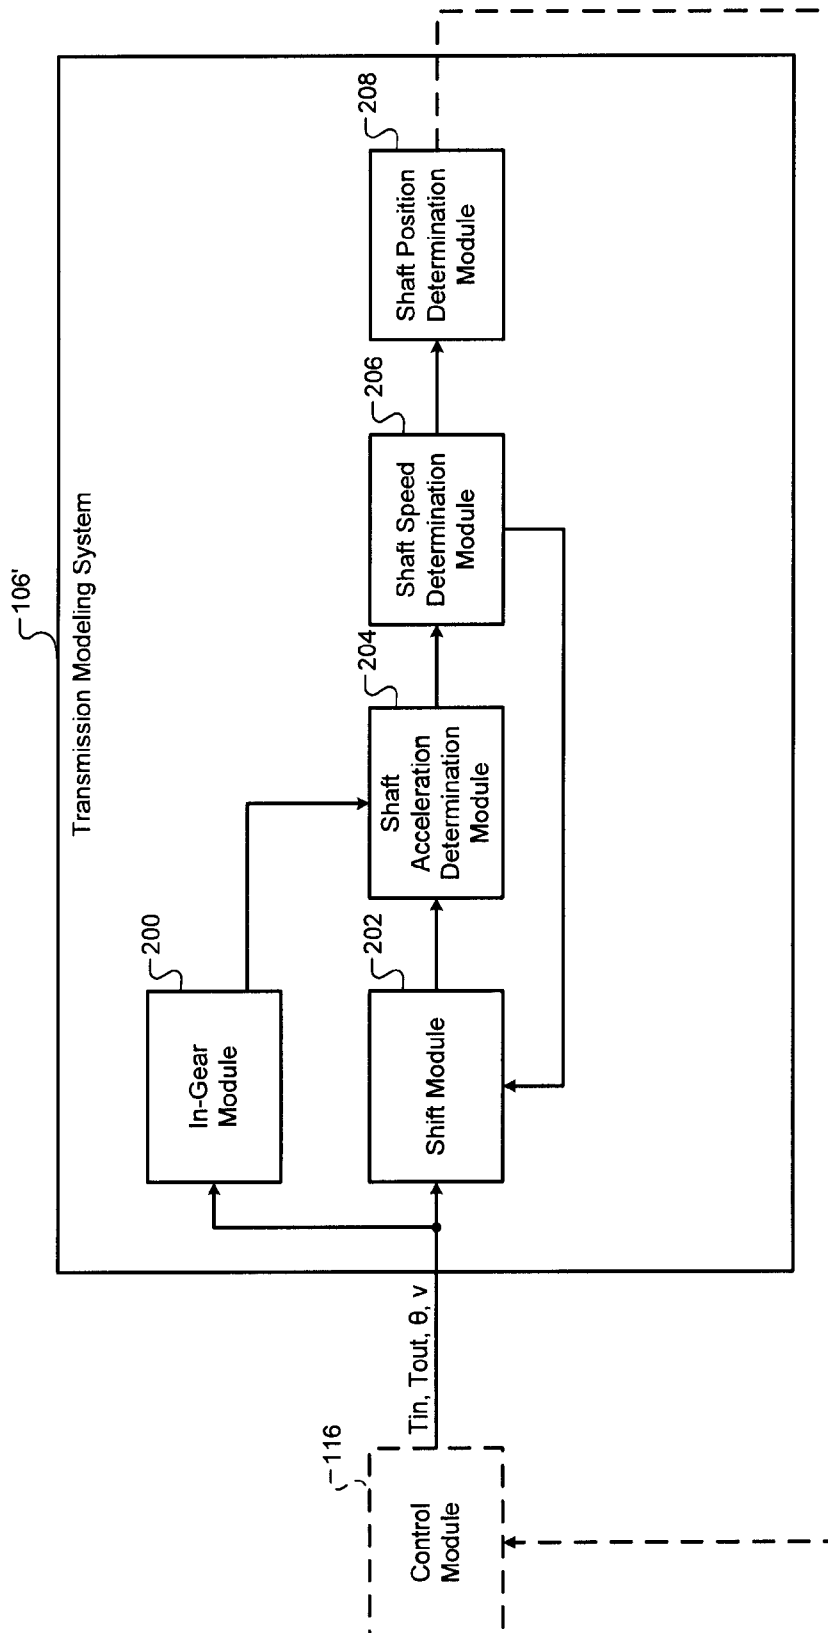 106'
Transmission Modeling System
200
In-Gear
Module
202
Shift Module
204
Shaft
Acceleration
Determination
Module
206
Shaft Speed
Determination
Module
208
Shaft Position
Determination
Module
116
Control
Module
Tin, Tout, θ, v